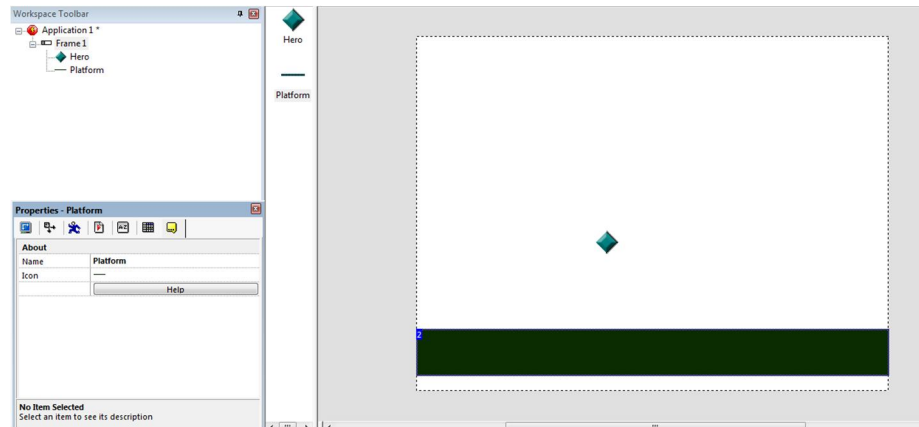 Workspace Toolbar
Application 1 *
Frame 1
Hero
Platform
Hero
Platform
2
Properties - Platform
About
Name Platform
Icon
Help
No Item Selected
Select an item to see its description